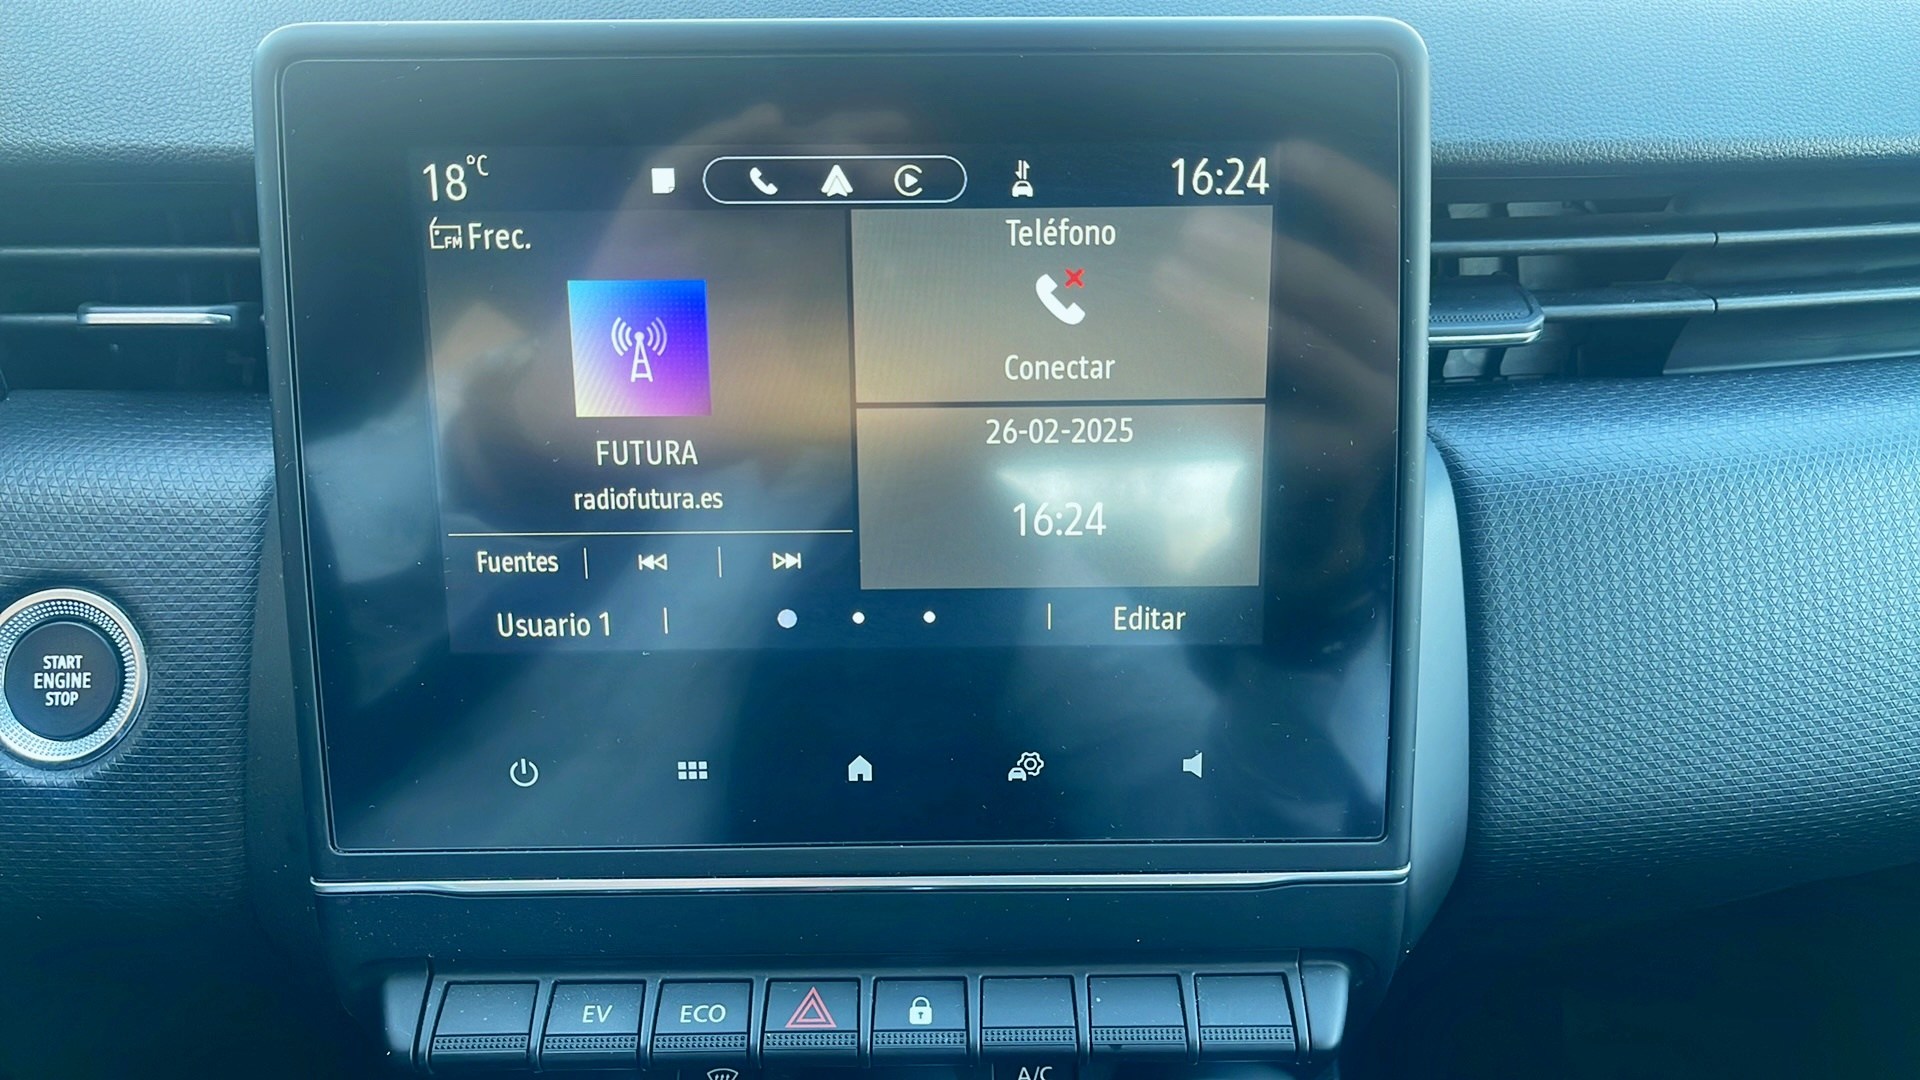 18°C
16:24
FM Frec.
Teléfono
Conectar
FUTURA
radiofutura.es
26-02-2025
16:24
Fuentes
Usuario 1
Editar
START
ENGINE
STOP
EV
ECO
A/C